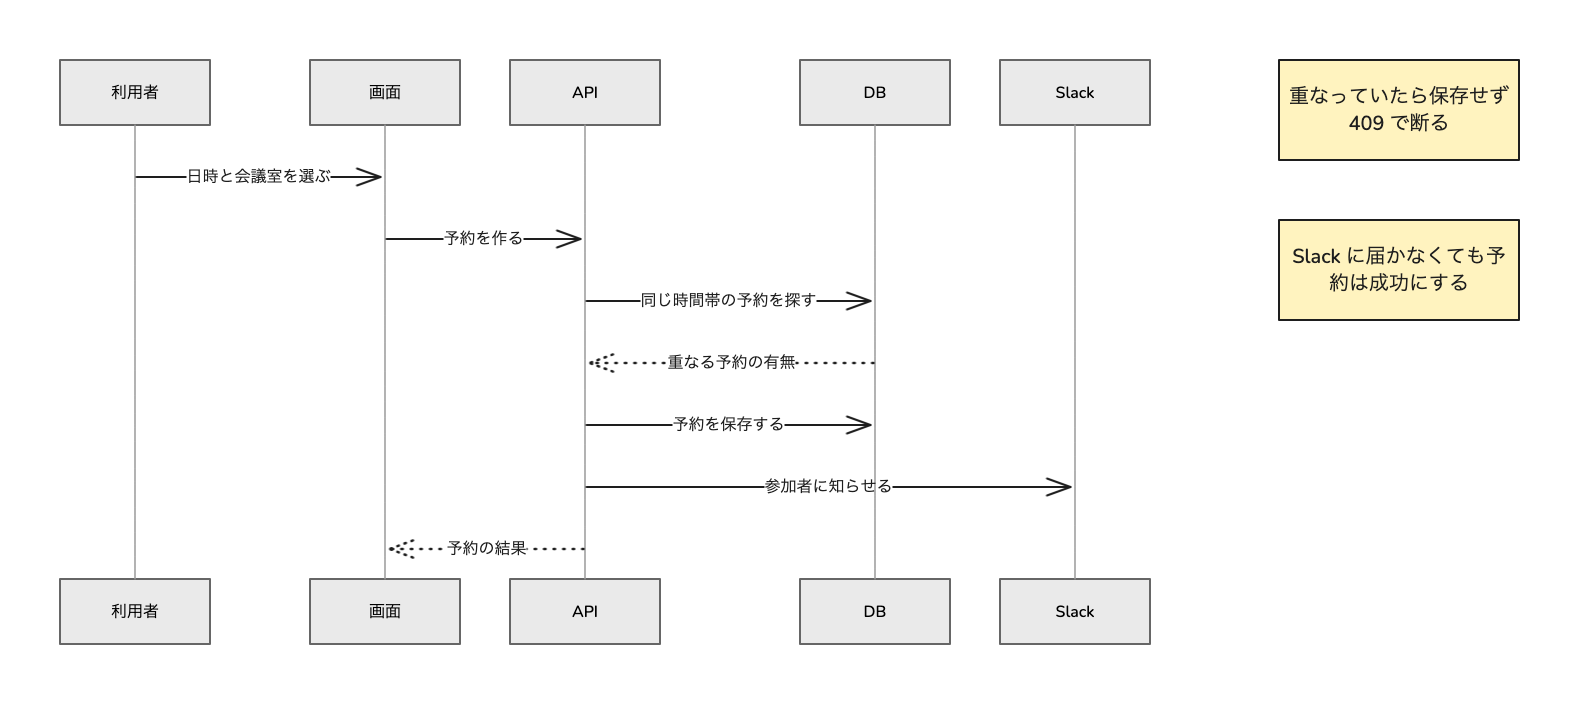 利用者
画面
API
DB
Slack
重なっていたら保存せず
409 で断る
日時と会議室を選ぶ
予約を作る
Slack に届かなくても予
約は成功にする
同じ時間帯の予約を探す
重なる予約の有無
予約を保存する
参加者に知らせる
予約の結果
利用者
画面
API
DB
Slack